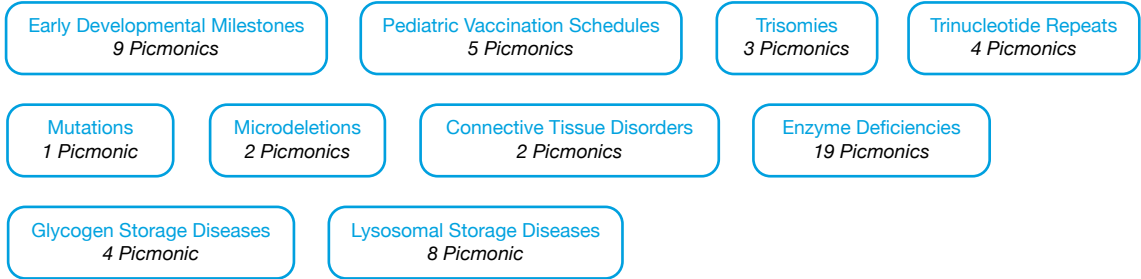 Early Developmental Milestones
9 Picmonics
Pediatric Vaccination Schedules
5 Picmonics
Trisomies
3 Picmonics
Trinucleotide Repeats
4 Picmonics
Mutations
1 Picmonic
Microdeletions
2 Picmonics
Connective Tissue Disorders
2 Picmonics
Enzyme Deficiencies
19 Picmonics
Glycogen Storage Diseases
4 Picmonic
Lysosomal Storage Diseases
8 Picmonic